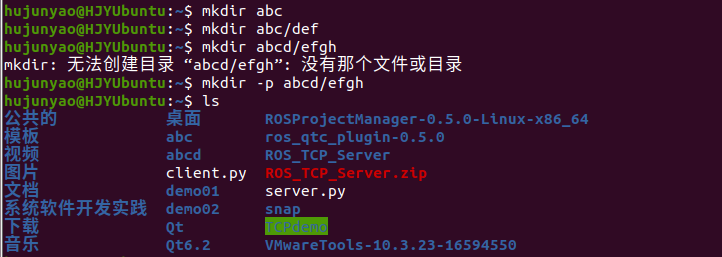 hujunyao@HJYUbuntu:~$ mkdir abc
hujunyao@HJYUbuntu:~$ mkdir abc/def
hujunyao@HJYUbuntu:~$ mkdir abcd/efgh
mkdir: 无法创建目录 “abcd/efgh”: 没有那个文件或目录
hujunyao@HJYUbuntu:~$ mkdir -p abcd/efgh
hujunyao@HJYUbuntu:~$ ls
公共的 桌面 ROSProjectManager-0.5.0-Linux-x86_64
模板 abc ros_qtc_plugin-0.5.0
视频 abcd ROS_TCP_Server
图片 client.py ROS_TCP_Server.zip
文档 demo01 server.py
系统软件开发实践 demo02 snap
下载 Qt TCPdemo
音乐 Qt6.2 VMwareTools-10.3.23-16594550